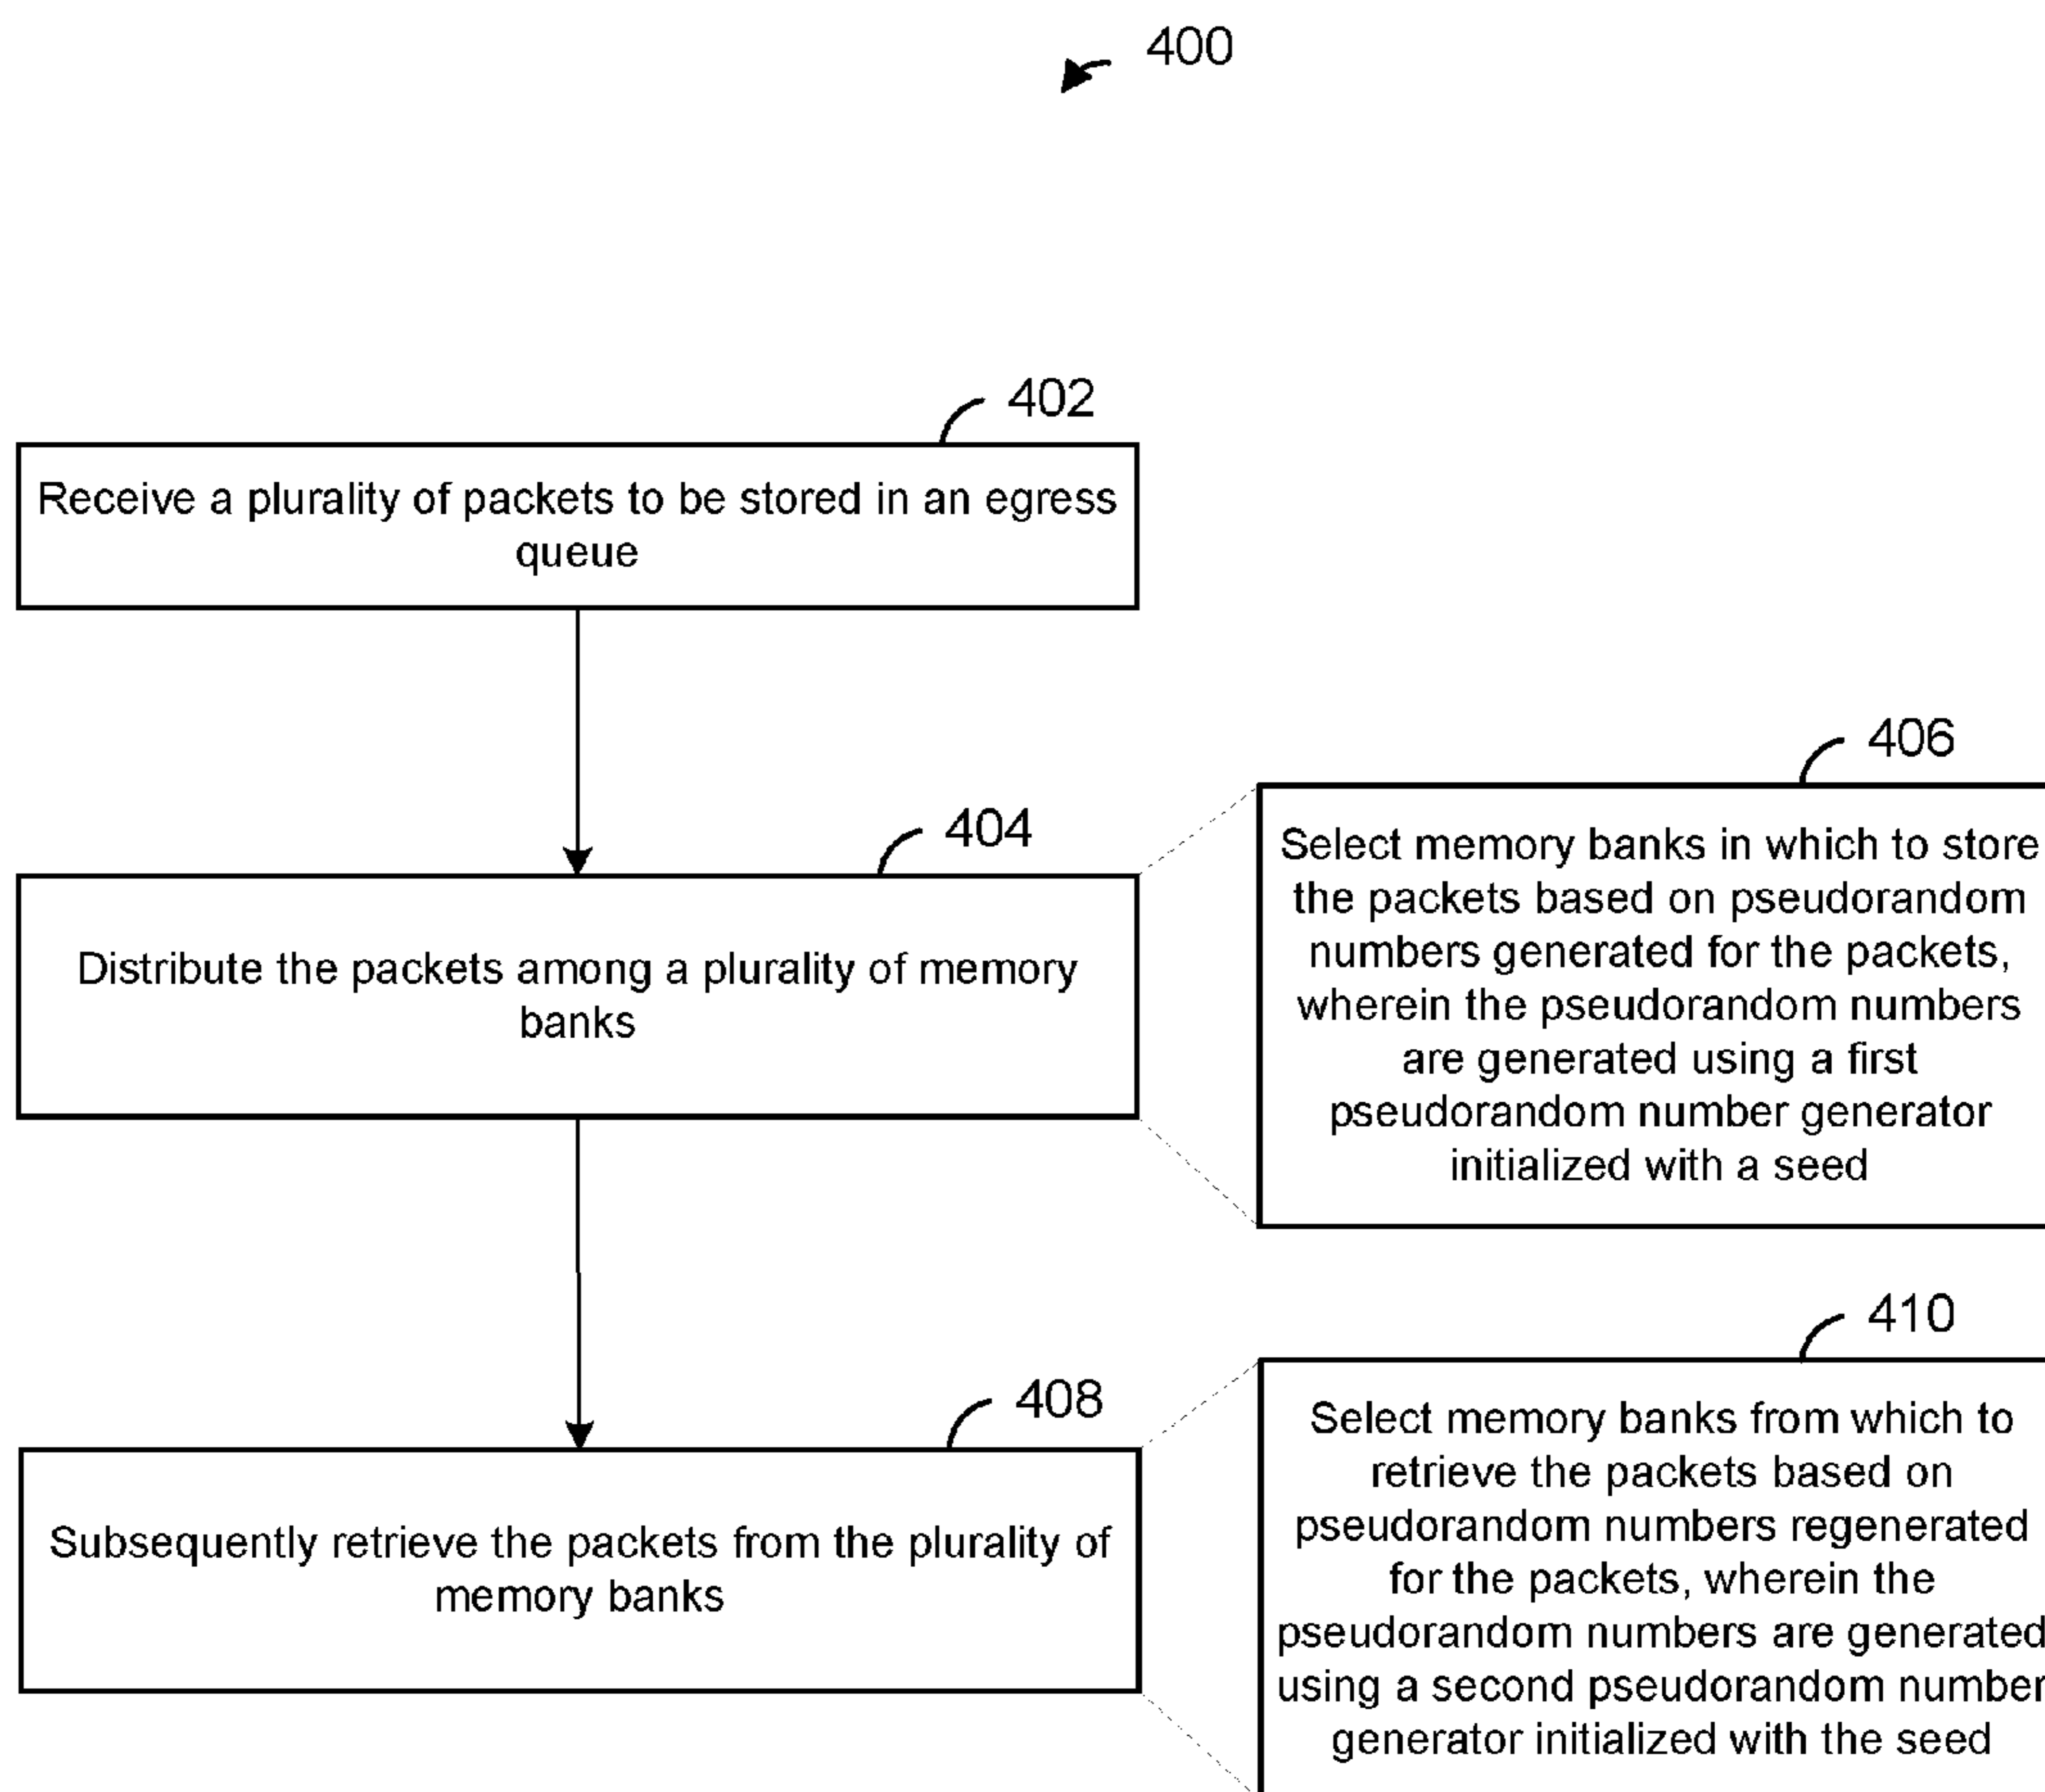 400
402
Receive a plurality of packets to be stored in an egress
queue
404
Distribute the packets among a plurality of memory
banks
406
Select memory banks in which to store
the packets based on pseudorandom
numbers generated for the packets,
wherein the pseudorandom numbers
are generated using a first
pseudorandom number generator
initialized with a seed
408
Subsequently retrieve the packets from the plurality of
memory banks
410
Select memory banks from which to
retrieve the packets based on
pseudorandom numbers regenerated
for the packets, wherein the
pseudorandom numbers are generated
using a second pseudorandom number
generator initialized with the seed